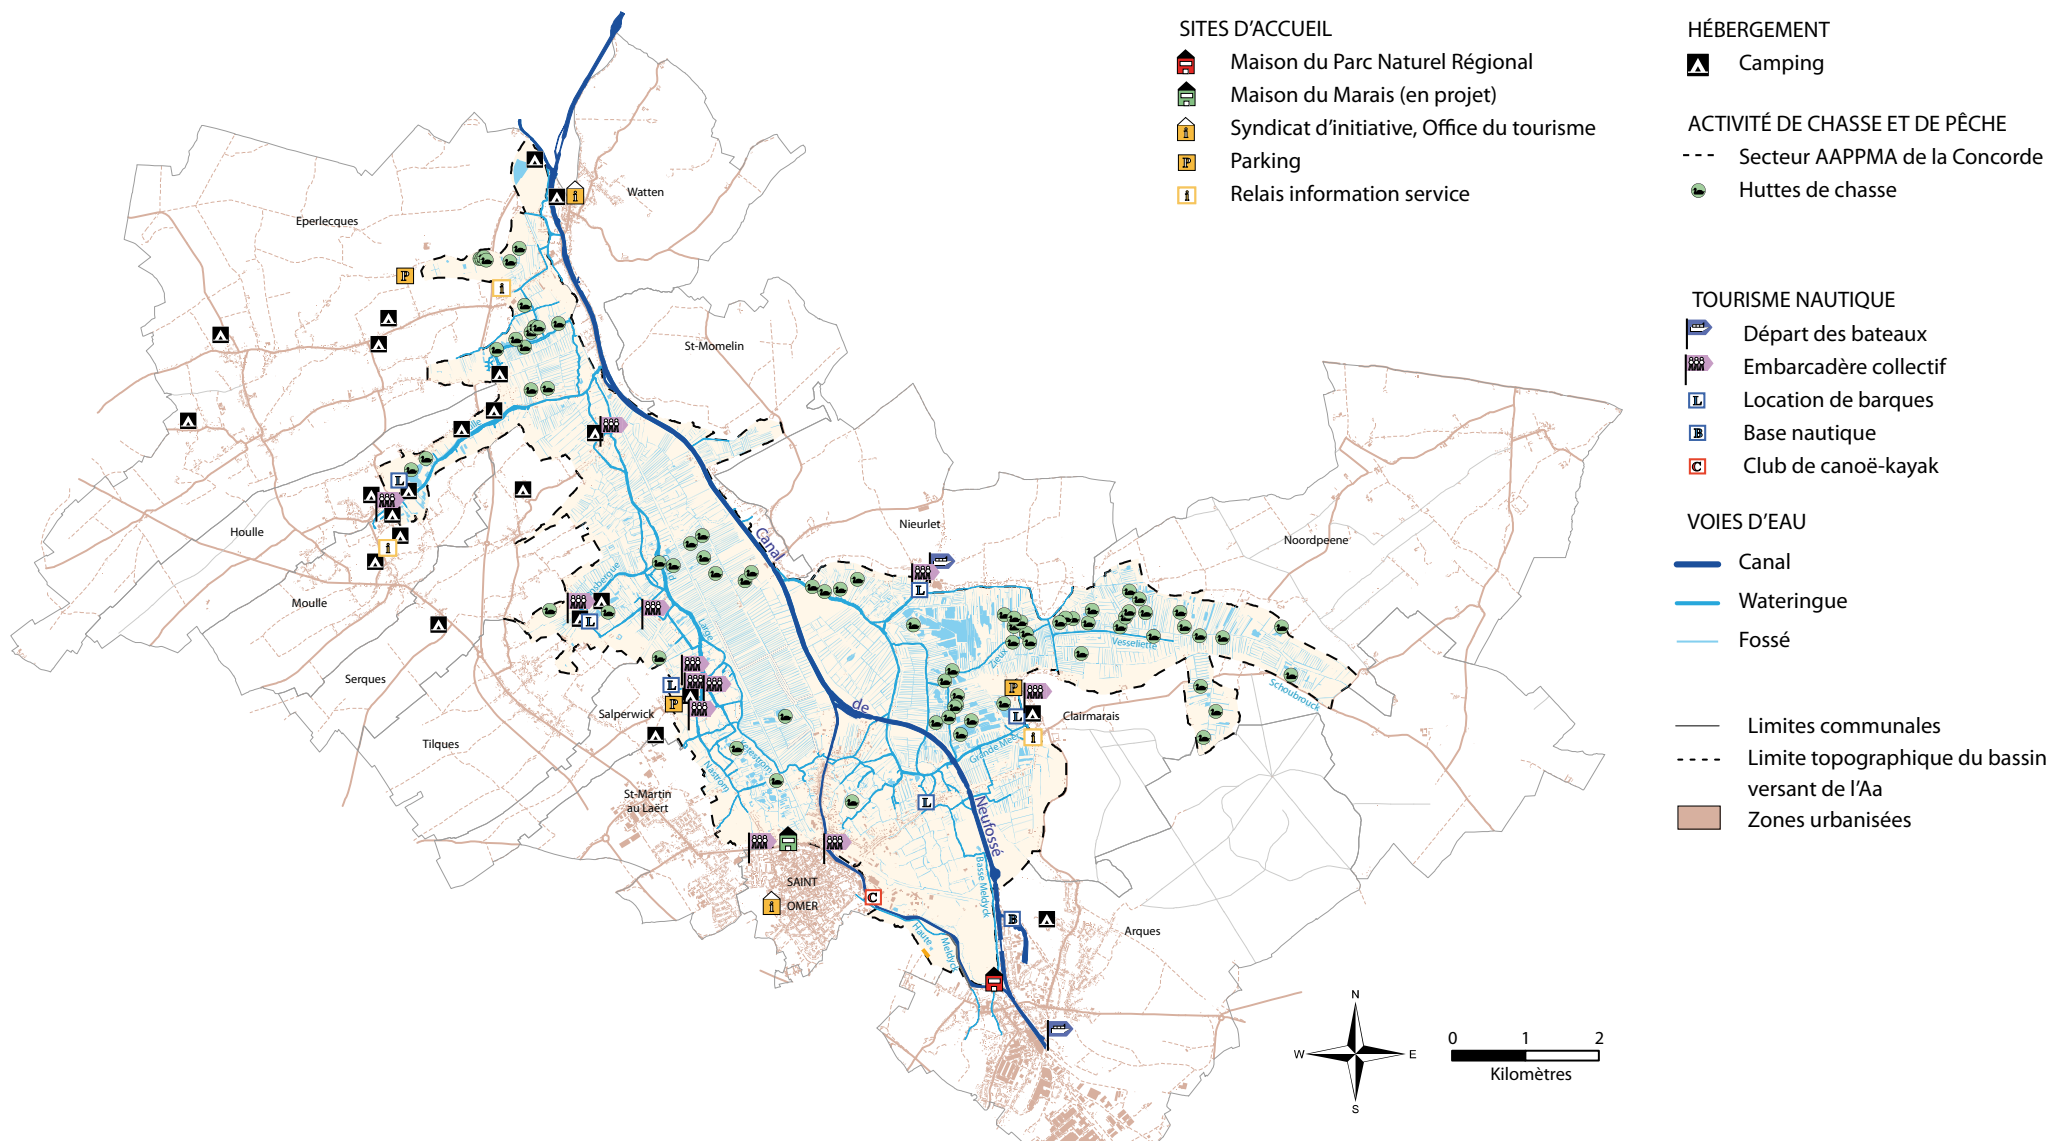 SITES D'ACCUEIL
Maison du Parc Naturel Régional
Maison du Marais (en projet)
Syndicat d'initiative, Office du tourisme
Parking
Relais information service
HÉBERGEMENT
Camping
ACTIVITÉ DE CHASSE ET DE PÊCHE
Secteur AAPPMA de la Concorde
Huttes de chasse
TOURISME NAUTIQUE
Départ des bateaux
Embarcadère collectif
L Location de barques
B Base nautique
C Club de canoë-kayak
VOIES D'EAU
Canal
Wateringue
Fossé
Limites communales
Limite topographique du bassin
versant de l'Aa
Zones urbanisées
Watten
Eperlecques
St-Momelin
Nieurlet
Noordpeene
Houlle
Moulle
Serques
Salperwick
Tilques
Clairmarais
St-Martin
au Laërt
SAINT
OMER
Arques
Canal
de
Neufossé
Large
Zieux
Vesseliette
Schoubrouck
Grande Meer
Nastrom
Basse Meldyck
Haute
Meldyck
N
W
E
S
0 1 2
Kilomètres